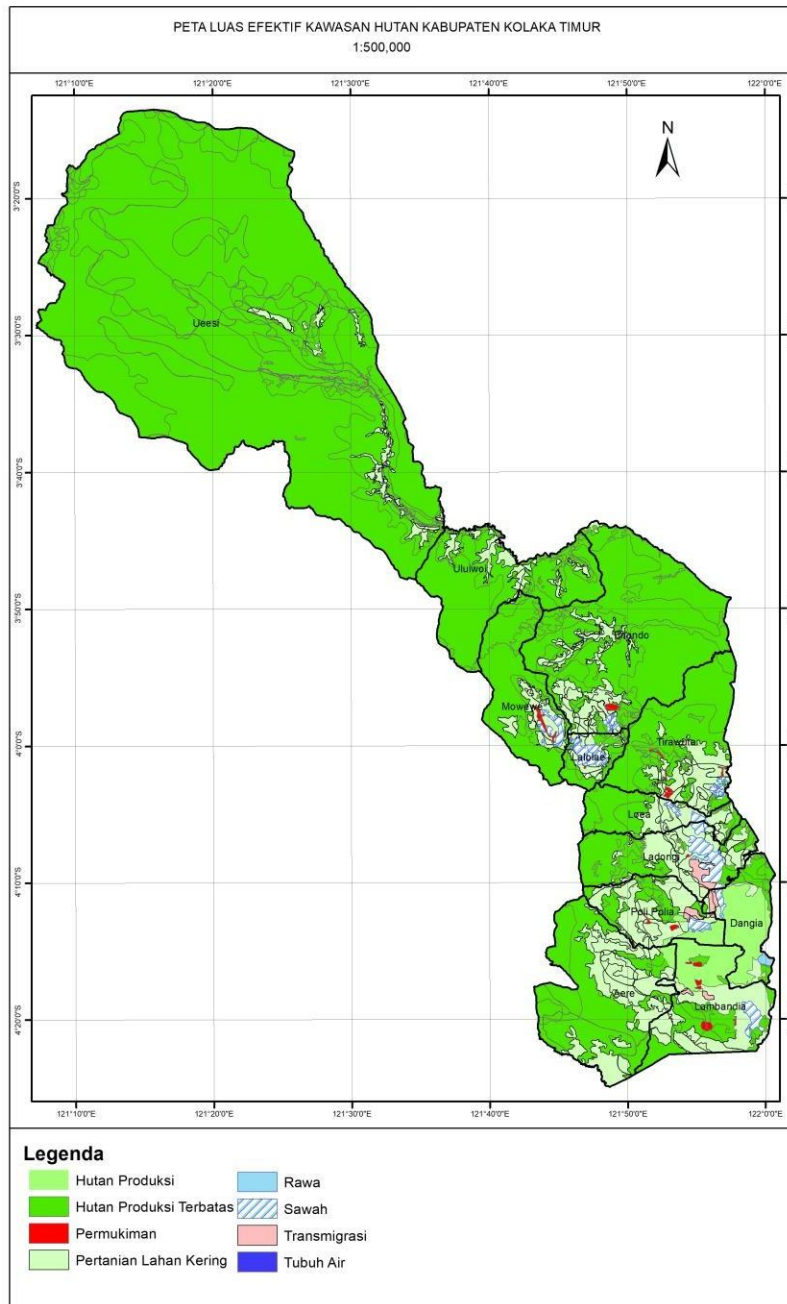 PETA LUAS EFEKTIF KAWASAN HUTAN KABUPATEN KOLAKA TIMUR
1:500,000
121°10'0"E 121°20'0"E 121°30'0"E 121°40'0"E 121°50'0"E 122°0'0"E
N
3°20'0"S
Ueesi
3°30'0"S
3°40'0"S
Uluiwoi
3°50'0"S
Mowewe
Tirawuta
4°0'0"S
Lalolae
Loea
Ladongi
4°10'0"S
Poli Polia
Dangia
Aere
Lambandia
4°20'0"S
121°10'0"E 121°20'0"E 121°30'0"E 121°40'0"E 121°50'0"E 122°0'0"E
Legenda
Hutan Produksi
Hutan Produksi Terbatas
Permukiman
Pertanian Lahan Kering
Rawa
Sawah
Transmigrasi
Tubuh Air